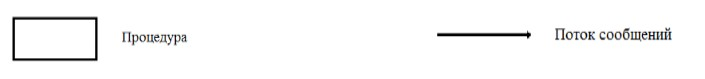 Процедура
Поток сообщений